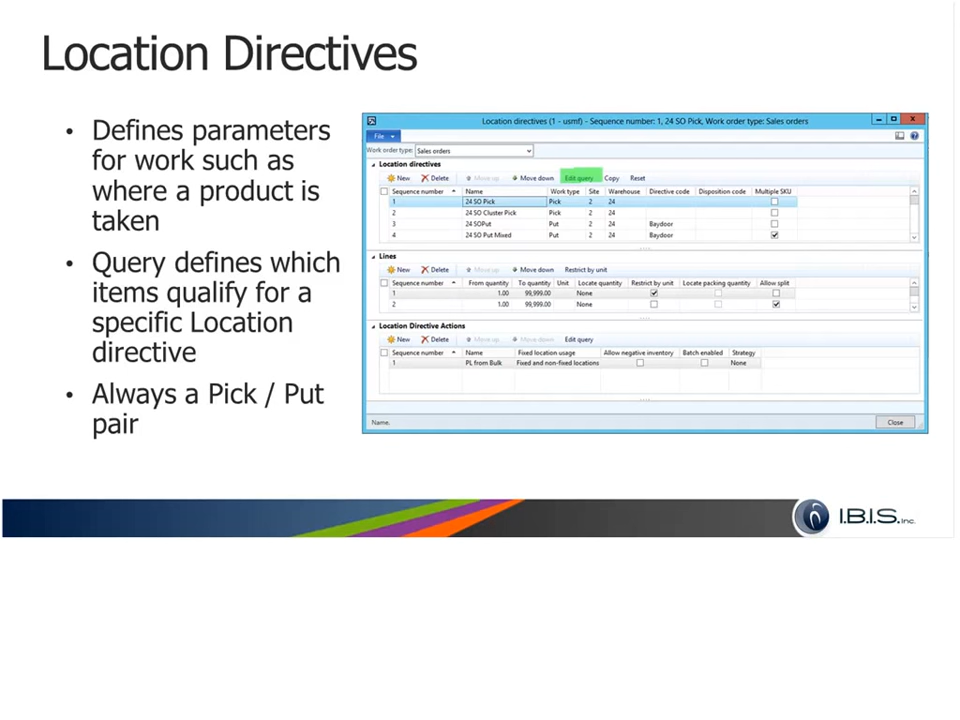 Location Directives
• Defines parameters
for work such as
where a product is
taken
• Query defines which
items qualify for a
specific Location
directive
• Always a Pick / Put
pair
Location directives (1 - usmf) - Sequence number: 1, 24 SO Pick, Work order type: Sales orders
File
Work order type: Sales orders
Location directives
New Delete Move up Move down Edit query Copy Reset
Sequence number Name Work type Site Warehouse Directive code Disposition code Multiple SKU
1 24 SO Pick Pick 2 24
2 24 SO Cluster Pick Pick 2 24
3 24 SOPut Put 2 24 Baydoor
4 24 SO Put Mixed Put 2 24 Baydoor
Lines
New Delete Move up Move down Restrict by unit
Sequence number From quantity To quantity Unit Locate quantity Restrict by unit Locate packing quantity Allow split
1 1.00 99,999.00 None
2 1.00 99,999.00 None
Location Directive Actions
New Delete Move up Move down Edit query
Sequence number Name Fixed location usage Allow negative inventory Batch enabled Strategy
1 PL from Bulk Fixed and non-fixed locations None
Name.
Close
I.B.I.S. Inc.